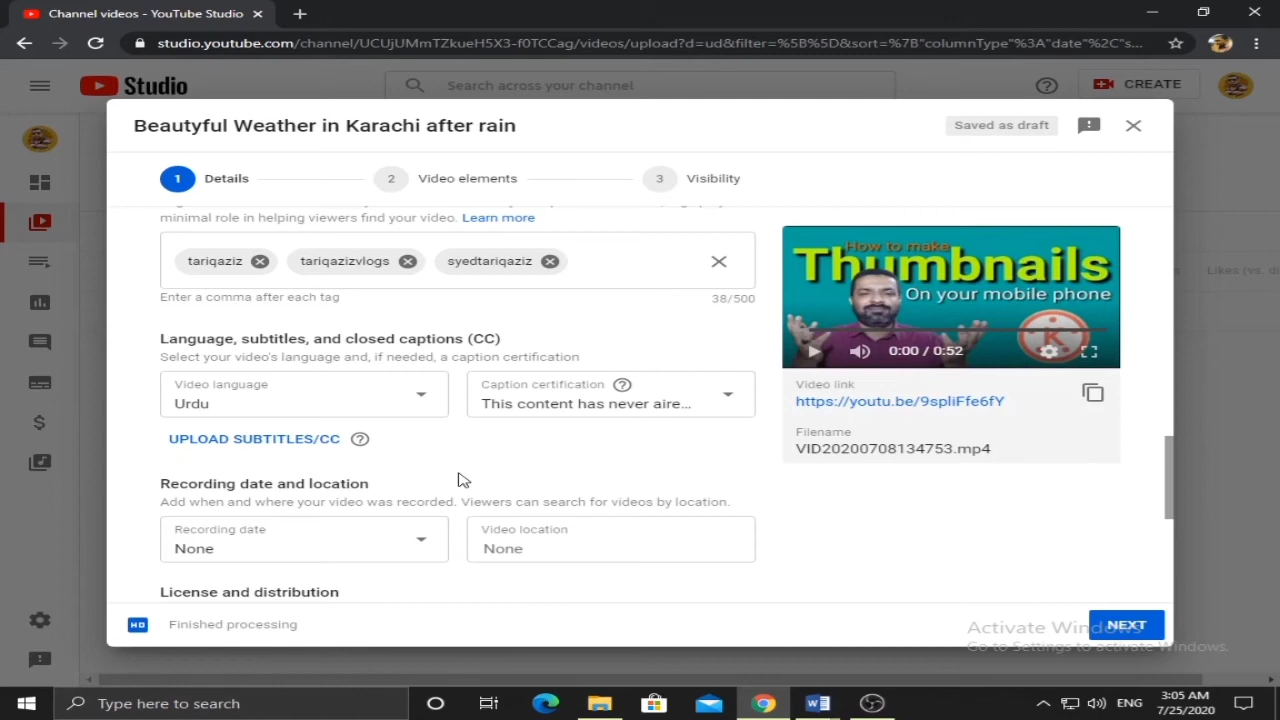 Channel videos - YouTube Studio
studio.youtube.com/channel/UCUjUMmTZkueH5X3-f0TCCag/videos/upload?d=ud&filter=%5B%5D&sort=%7B"columnType"%3A"date"%2C"s...
Studio
Search across your channel
CREATE
Beautyful Weather in Karachi after rain
Saved as draft
1 Details
2 Video elements
3 Visibility
minimal role in helping viewers find your video. Learn more
tariqaziz
tariqazizvlogs
syedtariqaziz
Enter a comma after each tag
38/500
Language, subtitles, and closed captions (CC)
Select your video's language and, if needed, a caption certification
Video language
Urdu
Caption certification
This content has never aire...
UPLOAD SUBTITLES/CC
Recording date and location
Add when and where your video was recorded. Viewers can search for videos by location.
Recording date
None
Video location
None
License and distribution
How to make
Thumbnails
On your mobile phone
K
0:00 / 0:52
Video link
https://youtu.be/9spliFfe6fY
Filename
VID20200708134753.mp4
Likes (vs. di
HD
Finished processing
NEXT
Activate Windows
Go to Settings to activate Windows.
Type here to search
ENG
3:05 AM
7/25/2020